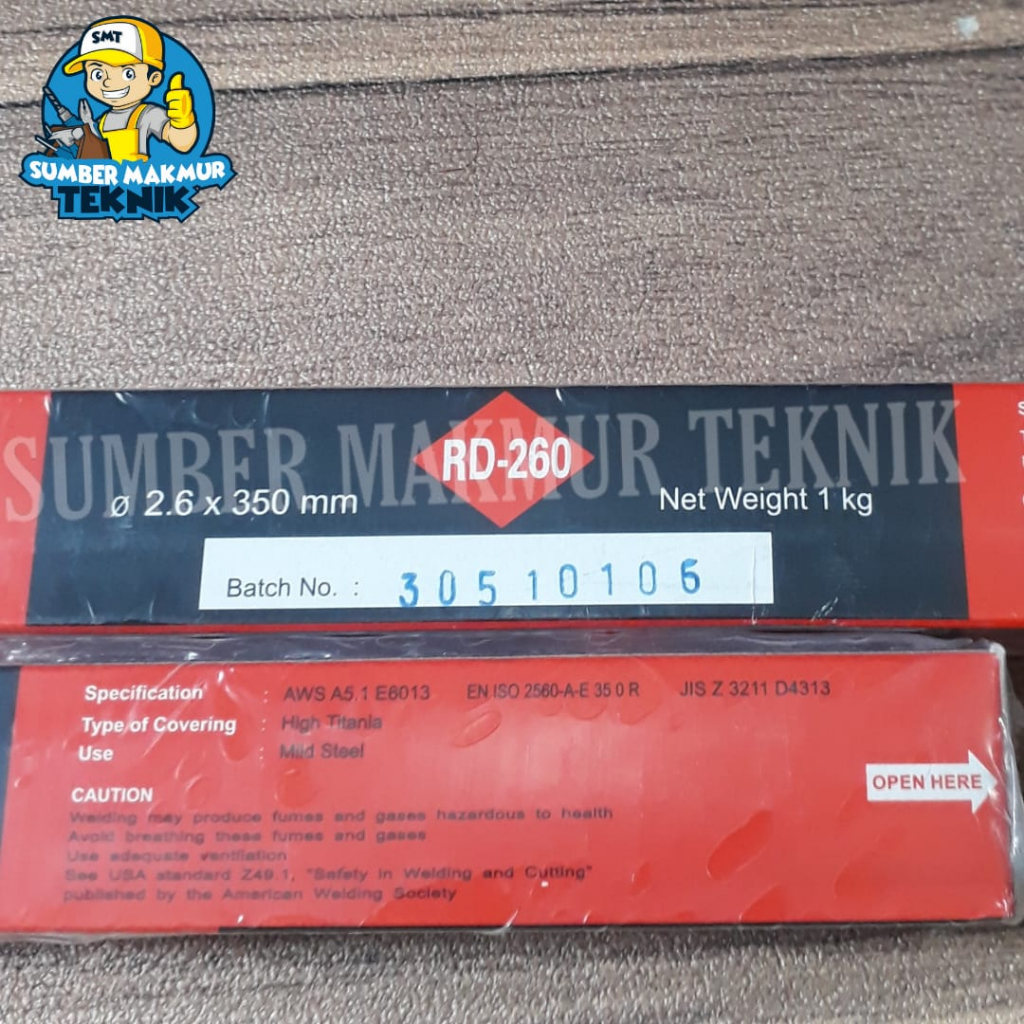 SMT
SUMBER MAKMUR
TEKNIK
SUMBER MAKMUR TEKNIK
RD-260
ø 2.6 x 350 mm
Net Weight 1 kg
Batch No. : 30510106
Specification : AWS A5.1 E6013 EN ISO 2560-A-E 35 0 R JIS Z 3211 D4313
Type of Covering : High Titania
Use : Mild Steel
OPEN HERE
CAUTION
Welding may produce fumes and gases hazardous to health
Avoid breathing these fumes and gases
Use adequate ventilation
See USA standard Z49.1, "Safety in Welding and Cutting"
published by the American Welding Society